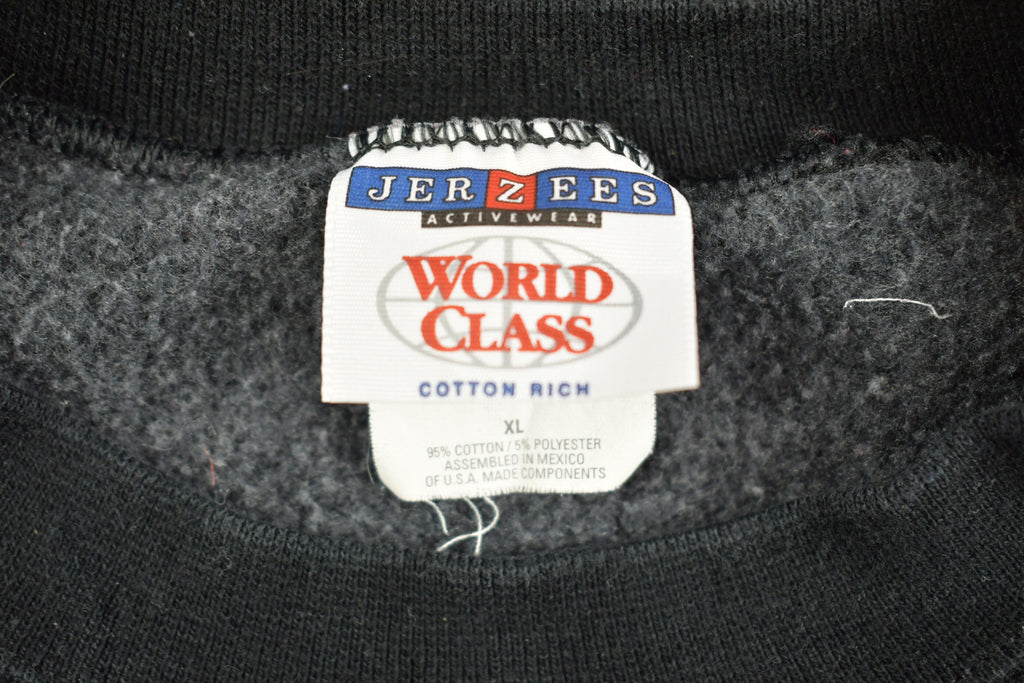 JERZEES
ACTIVEWEAR
WORLD
CLASS
COTTON RICH
XL
95% COTTON / 5% POLYESTER
ASSEMBLED IN MEXICO
OF U.S.A. MADE COMPONENTS